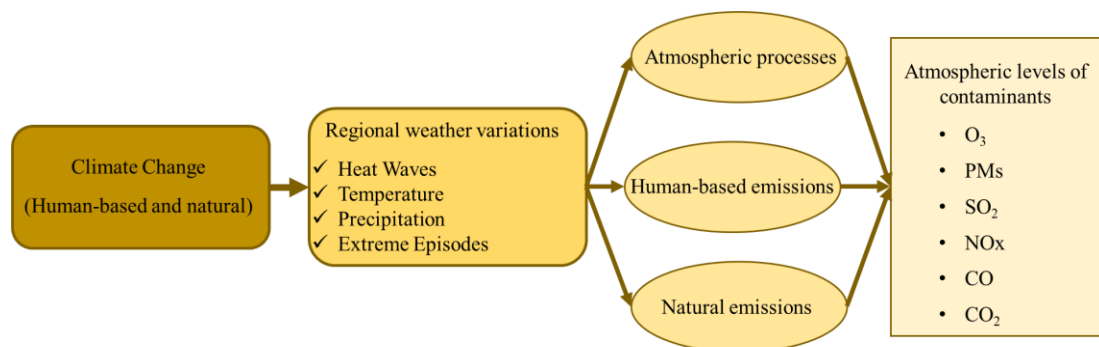 Climate Change
(Human-based and natural)
Regional weather variations
✓ Heat Waves
✓ Temperature
✓ Precipitation
✓ Extreme Episodes
Atmospheric processes
Human-based emissions
Natural emissions
Atmospheric levels of
contaminants
• O₃
• PMs
• SO₂
• NOx
• CO
• CO₂